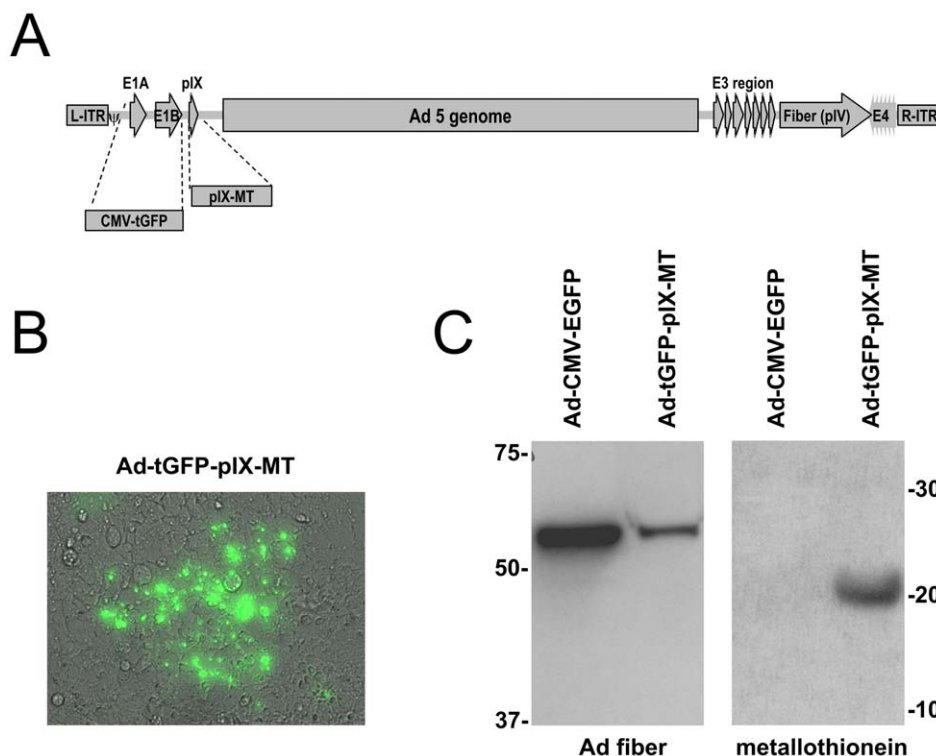 A
E1A
pIX
E3 region
L-ITR
ψ
E1B
Ad 5 genome
Fiber (pIV)
E4
R-ITR
pIX-MT
CMV-tGFP
B
Ad-tGFP-pIX-MT
C
Ad-CMV-EGFP
Ad-tGFP-pIX-MT
Ad-CMV-EGFP
Ad-tGFP-pIX-MT
75-
50-
37-
-30
-20
-10
Ad fiber
metallothionein